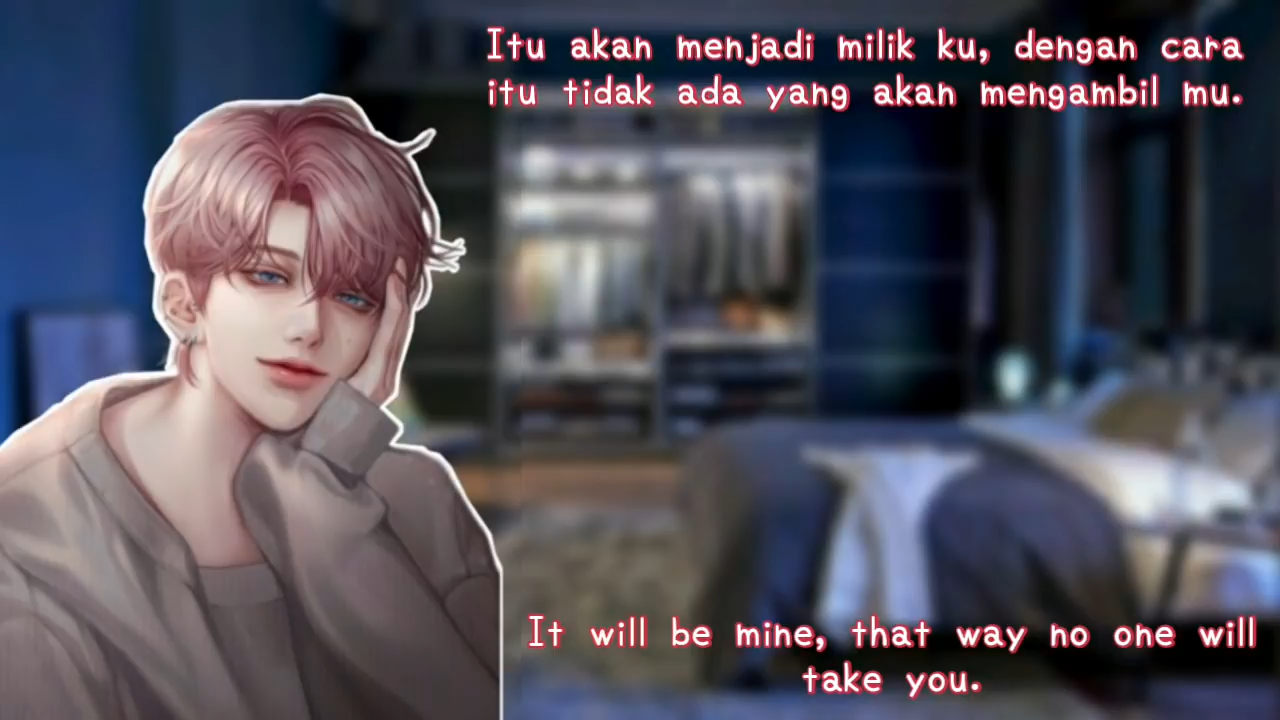 Itu akan menjadi milik ku, dengan cara
itu tidak ada yang akan mengambil mu.
It will be mine, that way no one will
take you.